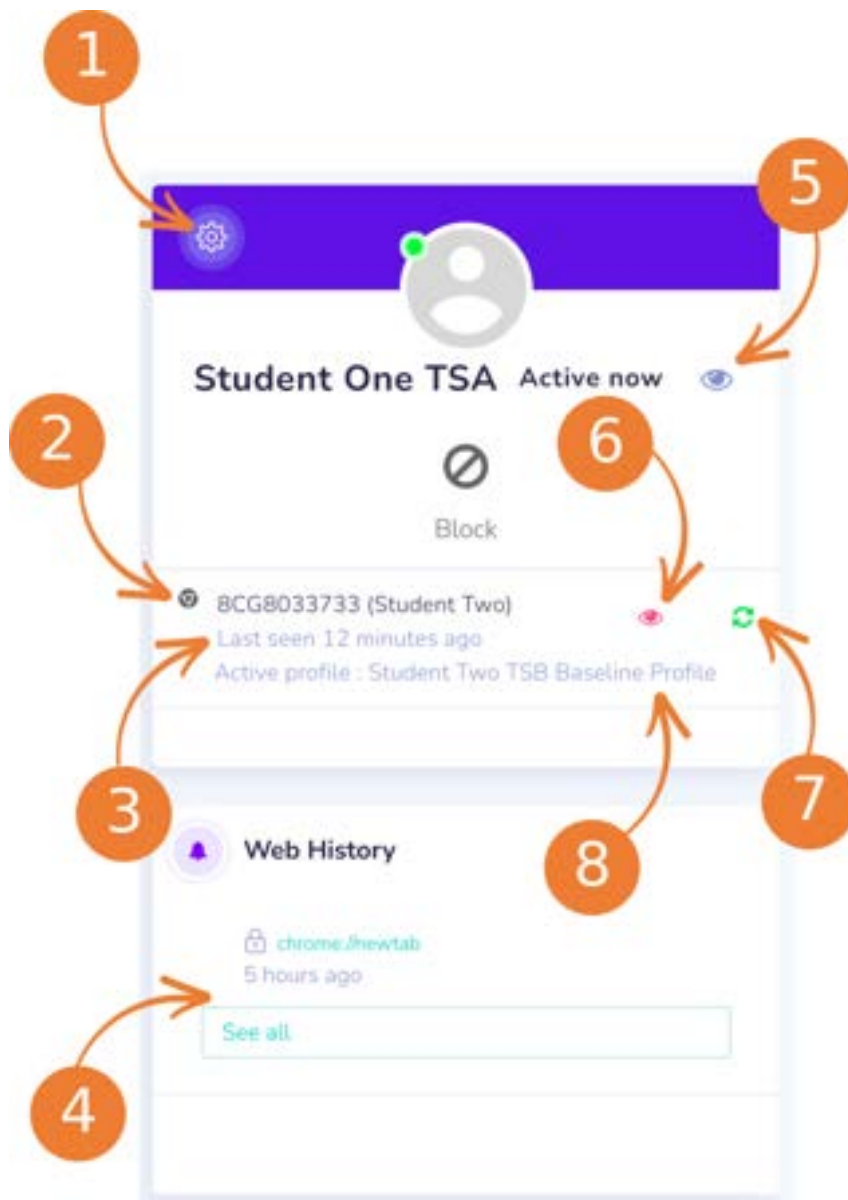 1
5
Student One TSA Active now
2
6
Block
8CG8033733 (Student Two)
Last seen 12 minutes ago
Active profile : Student Two TSB Baseline Profile
3
7
8
Web History
chrome://newtab
5 hours ago
See all
4